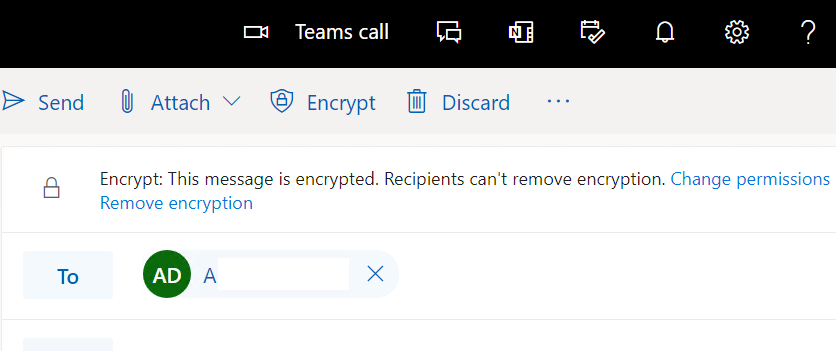 Teams call
Send Attach Encrypt Discard ...
Encrypt: This message is encrypted. Recipients can't remove encryption. Change permissions
Remove encryption
To AD A